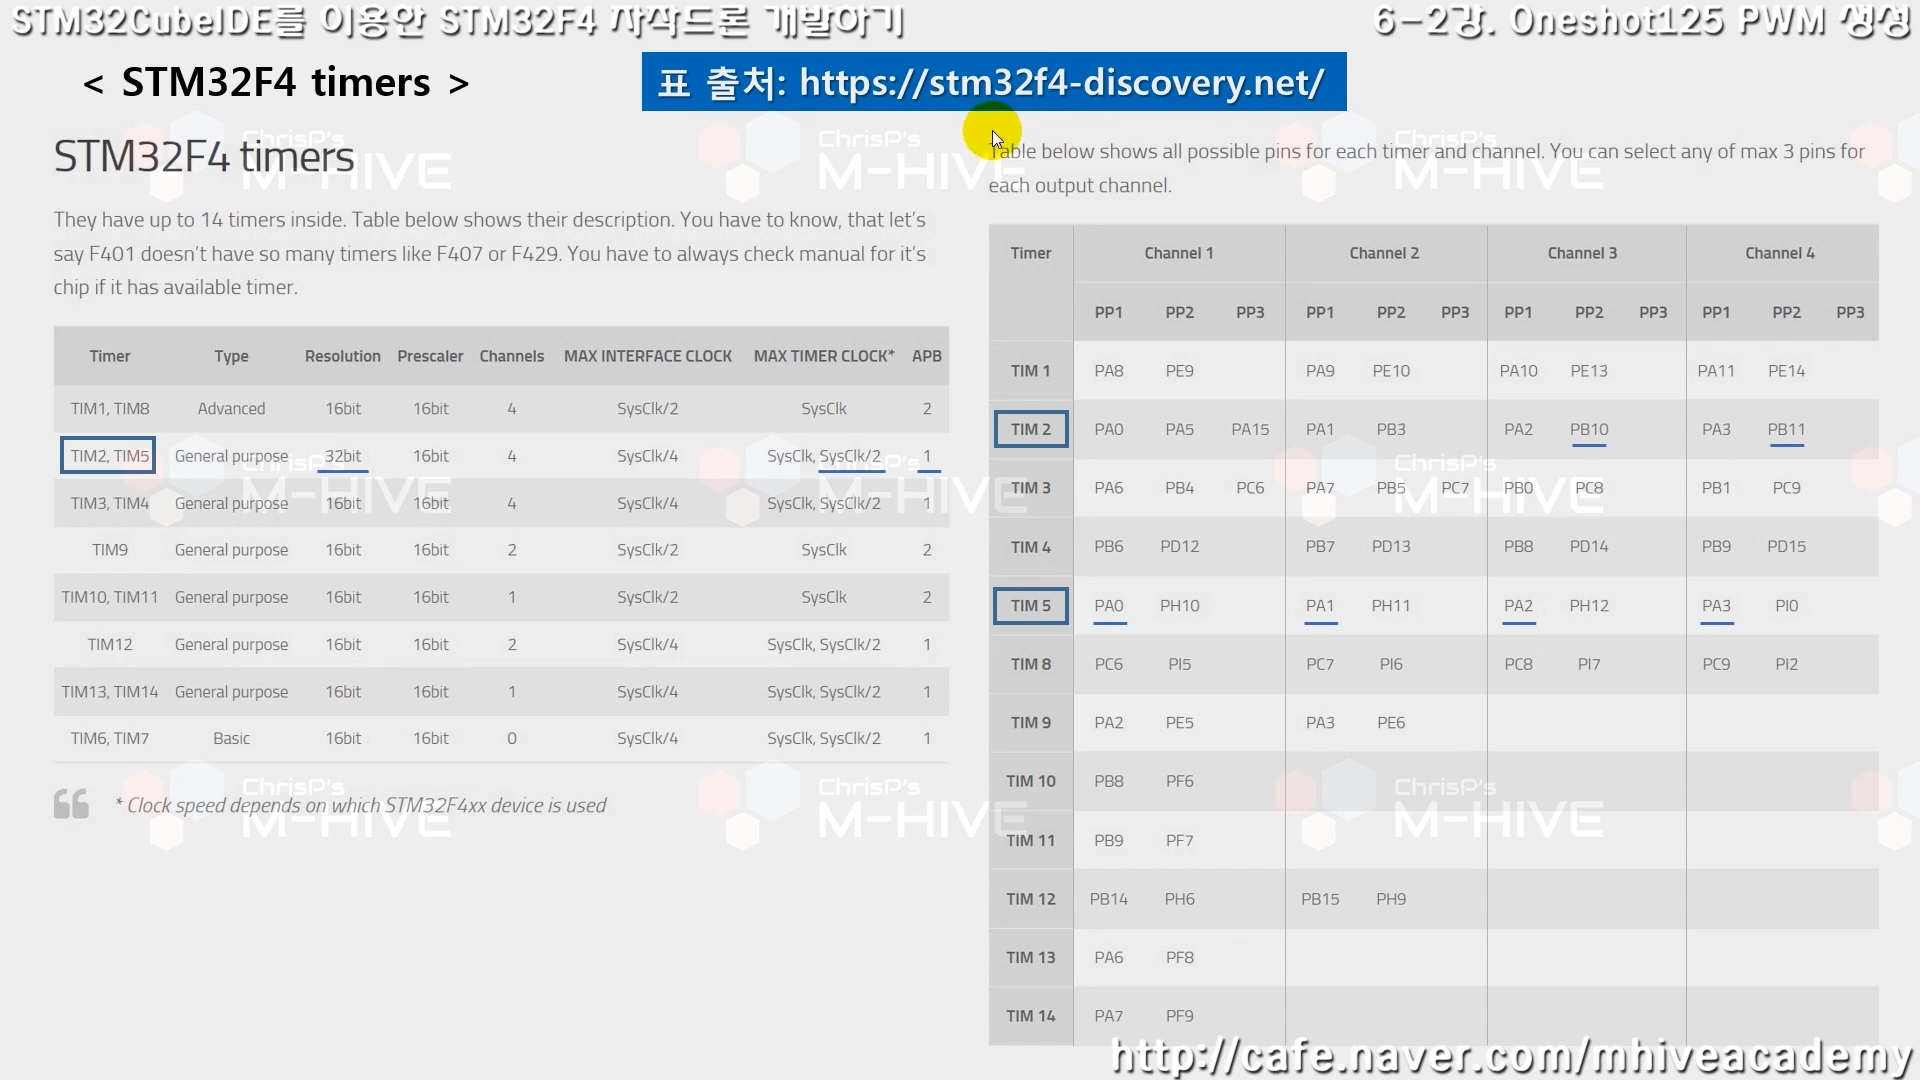 STM32CubeIDE를 이용한 STM32F4 자작드론 개발하기
6-2강. Oneshot125 PWM 생성
< STM32F4 timers >
표 출처: https://stm32f4-discovery.net/
STM32F4 timers
They have up to 14 timers inside. Table below shows their description. You have to know, that let's
say F401 doesn't have so many timers like F407 or F429. You have to always check manual for it's
chip if it has available timer.
Timer Type Resolution Prescaler Channels MAX INTERFACE CLOCK MAX TIMER CLOCK* APB
TIM1, TIM8 Advanced 16bit 16bit 4 SysClk/2 SysClk 2
TIM2, TIM5 General purpose 32bit 16bit 4 SysClk/4 SysClk, SysClk/2 1
TIM3, TIM4 General purpose 16bit 16bit 4 SysClk/4 SysClk, SysClk/2 1
TIM9 General purpose 16bit 16bit 2 SysClk/2 SysClk 2
TIM10, TIM11 General purpose 16bit 16bit 1 SysClk/2 SysClk 2
TIM12 General purpose 16bit 16bit 2 SysClk/4 SysClk, SysClk/2 1
TIM13, TIM14 General purpose 16bit 16bit 1 SysClk/4 SysClk, SysClk/2 1
TIM6, TIM7 Basic 16bit 16bit 0 SysClk/4 SysClk, SysClk/2 1
* Clock speed depends on which STM32F4xx device is used
Table below shows all possible pins for each timer and channel. You can select any of max 3 pins for
each output channel.
Timer Channel 1 Channel 2 Channel 3 Channel 4
PP1 PP2 PP3 PP1 PP2 PP3 PP1 PP2 PP3 PP1 PP2 PP3
TIM 1 PA8 PE9 PA9 PE10 PA10 PE13 PA11 PE14
TIM 2 PA0 PA5 PA15 PA1 PB3 PA2 PB10 PA3 PB11
TIM 3 PA6 PB4 PC6 PA7 PB5 PC7 PB0 PC8 PB1 PC9
TIM 4 PB6 PD12 PB7 PD13 PB8 PD14 PB9 PD15
TIM 5 PA0 PH10 PA1 PH11 PA2 PH12 PA3 PI0
TIM 8 PC6 PI5 PC7 PI6 PC8 PI7 PC9 PI2
TIM 9 PA2 PE5 PA3 PE6
TIM 10 PB8 PF6
TIM 11 PB9 PF7
TIM 12 PB14 PH6 PB15 PH9
TIM 13 PA6 PF8
TIM 14 PA7 PF9
ChrisP's
M-HIVE
ChrisP's
M-HIVE
ChrisP's
M-HIVE
ChrisP's
M-HIVE
ChrisP's
M-HIVE
ChrisP's
M-HIVE
ChrisP's
M-HIVE
ChrisP's
M-HIVE
ChrisP's
M-HIVE
http://cafe.naver.com/mhiveacademy